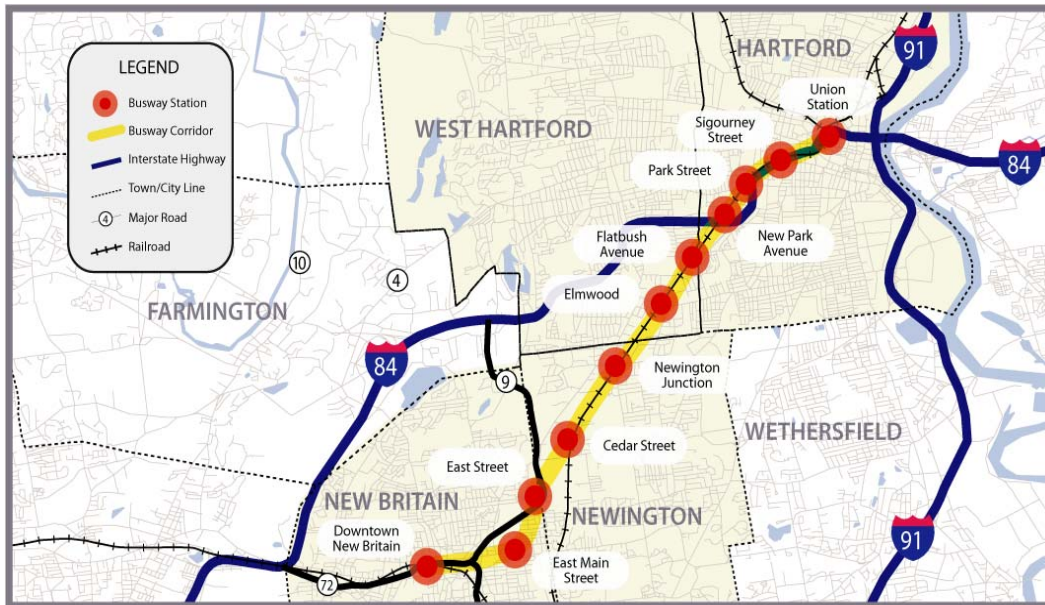 LEGEND
Busway Station
Busway Corridor
Interstate Highway
Town/City Line
4
Major Road
Railroad
HARTFORD
91
Union
Station
Sigourney
Street
WEST HARTFORD
84
Park Street
Flatbush
Avenue
New Park
Avenue
10
4
Elmwood
FARMINGTON
84
9
Newington
Junction
WETHERSFIELD
Cedar Street
East Street
NEW BRITAIN
NEWINGTON
Downtown
New Britain
East Main
Street
91
72